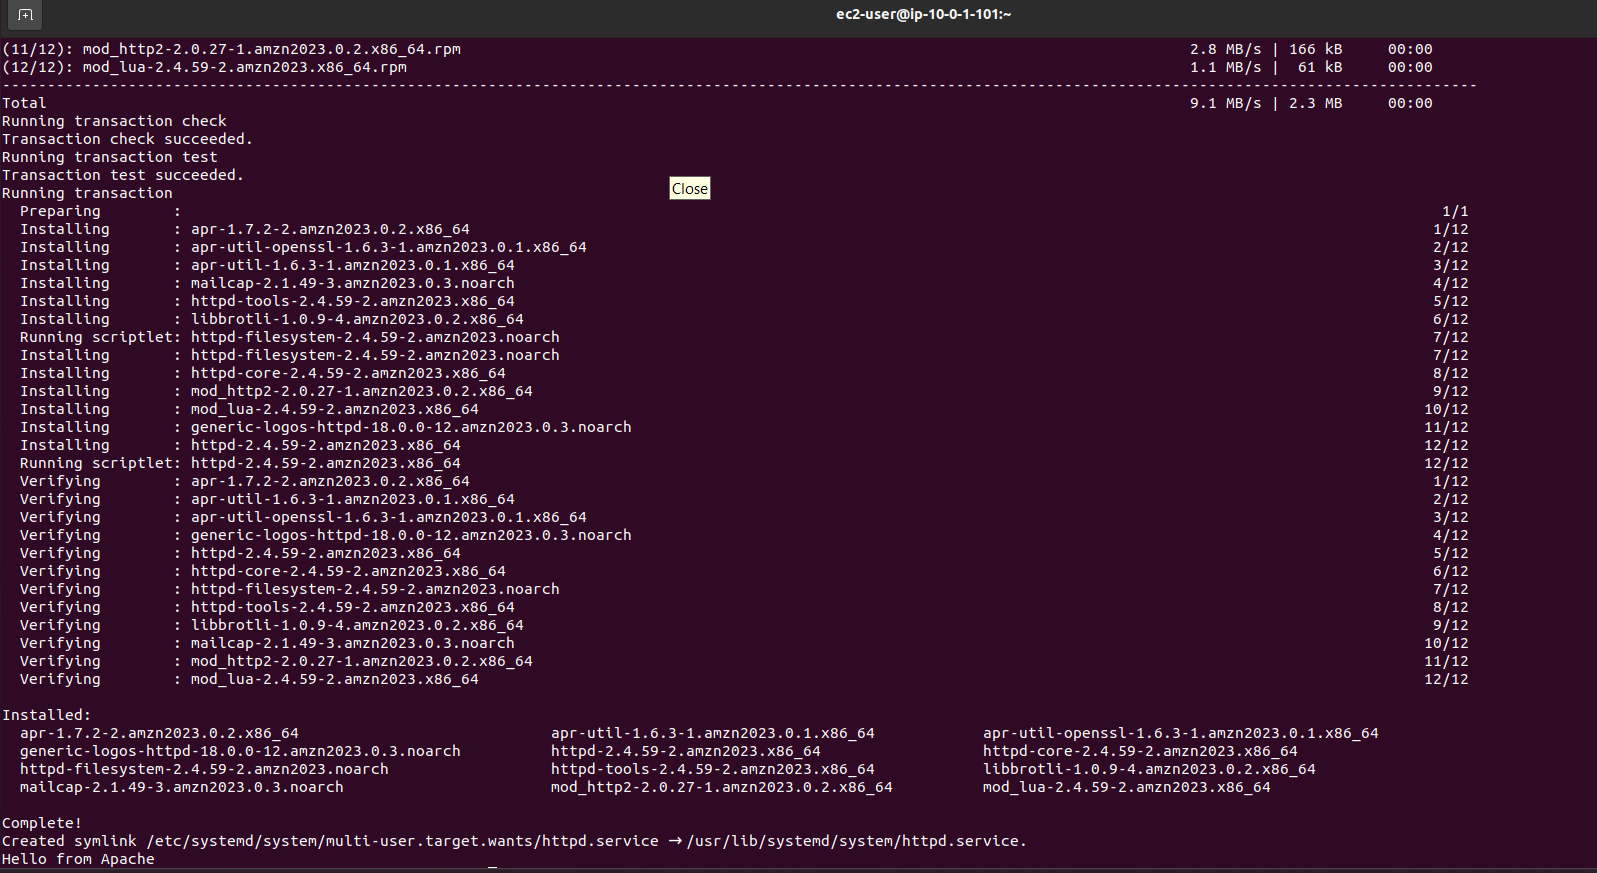 ec2-user@ip-10-0-1-101:~
(11/12): mod_http2-2.0.27-1.amzn2023.0.2.x86_64.rpm 2.8 MB/s | 166 kB 00:00
(12/12): mod_lua-2.4.59-2.amzn2023.x86_64.rpm 1.1 MB/s | 61 kB 00:00
--------------------------------------------------------------------------------------------------------------------------------------------------------------------
Total 9.1 MB/s | 2.3 MB 00:00
Running transaction check
Transaction check succeeded.
Running transaction test
Transaction test succeeded.
Close
Running transaction
Preparing : 1/1
Installing : apr-1.7.2-2.amzn2023.0.2.x86_64 1/12
Installing : apr-util-openssl-1.6.3-1.amzn2023.0.1.x86_64 2/12
Installing : apr-util-1.6.3-1.amzn2023.0.1.x86_64 3/12
Installing : mailcap-2.1.49-3.amzn2023.0.3.noarch 4/12
Installing : httpd-tools-2.4.59-2.amzn2023.x86_64 5/12
Installing : libbrotli-1.0.9-4.amzn2023.0.2.x86_64 6/12
Running scriptlet: httpd-filesystem-2.4.59-2.amzn2023.noarch 7/12
Installing : httpd-filesystem-2.4.59-2.amzn2023.noarch 7/12
Installing : httpd-core-2.4.59-2.amzn2023.x86_64 8/12
Installing : mod_http2-2.0.27-1.amzn2023.0.2.x86_64 9/12
Installing : mod_lua-2.4.59-2.amzn2023.x86_64 10/12
Installing : generic-logos-httpd-18.0.0-12.amzn2023.0.3.noarch 11/12
Installing : httpd-2.4.59-2.amzn2023.x86_64 12/12
Running scriptlet: httpd-2.4.59-2.amzn2023.x86_64 12/12
Verifying : apr-1.7.2-2.amzn2023.0.2.x86_64 1/12
Verifying : apr-util-1.6.3-1.amzn2023.0.1.x86_64 2/12
Verifying : apr-util-openssl-1.6.3-1.amzn2023.0.1.x86_64 3/12
Verifying : generic-logos-httpd-18.0.0-12.amzn2023.0.3.noarch 4/12
Verifying : httpd-2.4.59-2.amzn2023.x86_64 5/12
Verifying : httpd-core-2.4.59-2.amzn2023.x86_64 6/12
Verifying : httpd-filesystem-2.4.59-2.amzn2023.noarch 7/12
Verifying : httpd-tools-2.4.59-2.amzn2023.x86_64 8/12
Verifying : libbrotli-1.0.9-4.amzn2023.0.2.x86_64 9/12
Verifying : mailcap-2.1.49-3.amzn2023.0.3.noarch 10/12
Verifying : mod_http2-2.0.27-1.amzn2023.0.2.x86_64 11/12
Verifying : mod_lua-2.4.59-2.amzn2023.x86_64 12/12
Installed:
apr-1.7.2-2.amzn2023.0.2.x86_64 apr-util-1.6.3-1.amzn2023.0.1.x86_64 apr-util-openssl-1.6.3-1.amzn2023.0.1.x86_64
generic-logos-httpd-18.0.0-12.amzn2023.0.3.noarch httpd-2.4.59-2.amzn2023.x86_64 httpd-core-2.4.59-2.amzn2023.x86_64
httpd-filesystem-2.4.59-2.amzn2023.noarch httpd-tools-2.4.59-2.amzn2023.x86_64 libbrotli-1.0.9-4.amzn2023.0.2.x86_64
mailcap-2.1.49-3.amzn2023.0.3.noarch mod_http2-2.0.27-1.amzn2023.0.2.x86_64 mod_lua-2.4.59-2.amzn2023.x86_64
Complete!
Created symlink /etc/systemd/system/multi-user.target.wants/httpd.service → /usr/lib/systemd/system/httpd.service.
Hello from Apache